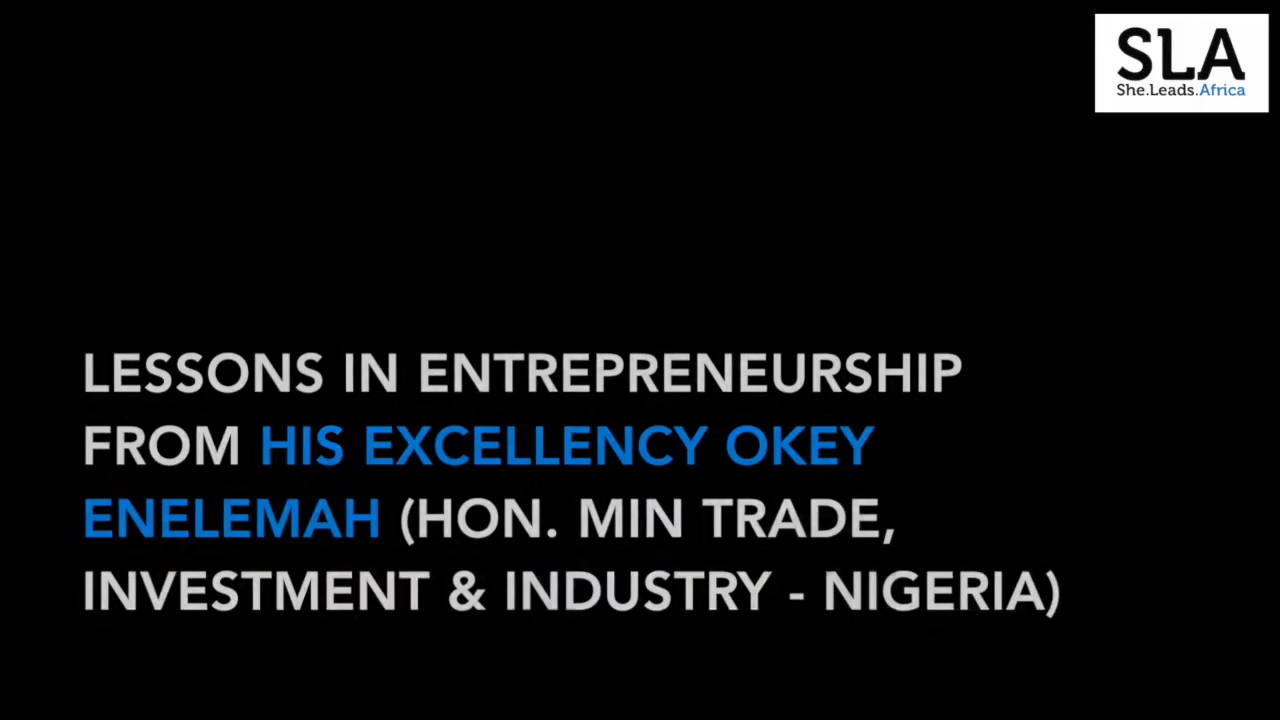 SLA
She.Leads.Africa
LESSONS IN ENTREPRENEURSHIP
FROM HIS EXCELLENCY OKEY
ENELEMAH (HON. MIN TRADE,
INVESTMENT & INDUSTRY - NIGERIA)